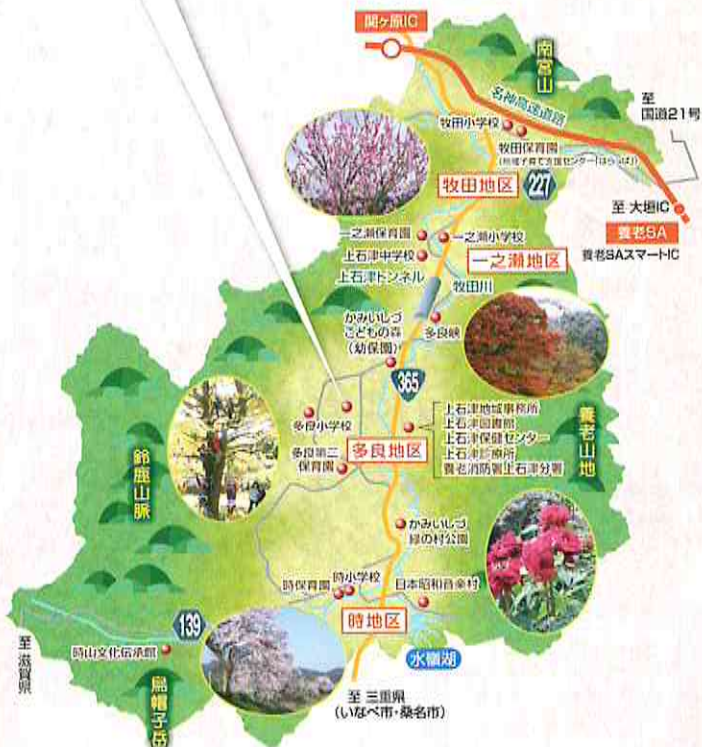 関ヶ原IC
南宮山
名神高速道路
至
国道21号
牧田小学校
牧田保育園
牧田地区
227
至 大垣IC
養老SA
養老SAスマートIC
一之瀬保育園
一之瀬小学校
上石津中学校
一之瀬地区
上石津トンネル
牧田川
かみいしづ
こどもの森
(幼保園)
多良峡
365
上石津地域事務所
上石津図書館
上石津保健センター
上石津診療所
養老消防署上石津分署
養老山地
多良小学校
多良地区
多良第二
保育園
鈴鹿山脈
かみいしづ
緑の村公園
時保育園
時小学校
日本昭和音楽村
時地区
139
至 滋賀県
時山文化伝承館
水嶺湖
烏帽子岳
至 三重県
(いなべ市・桑名市)